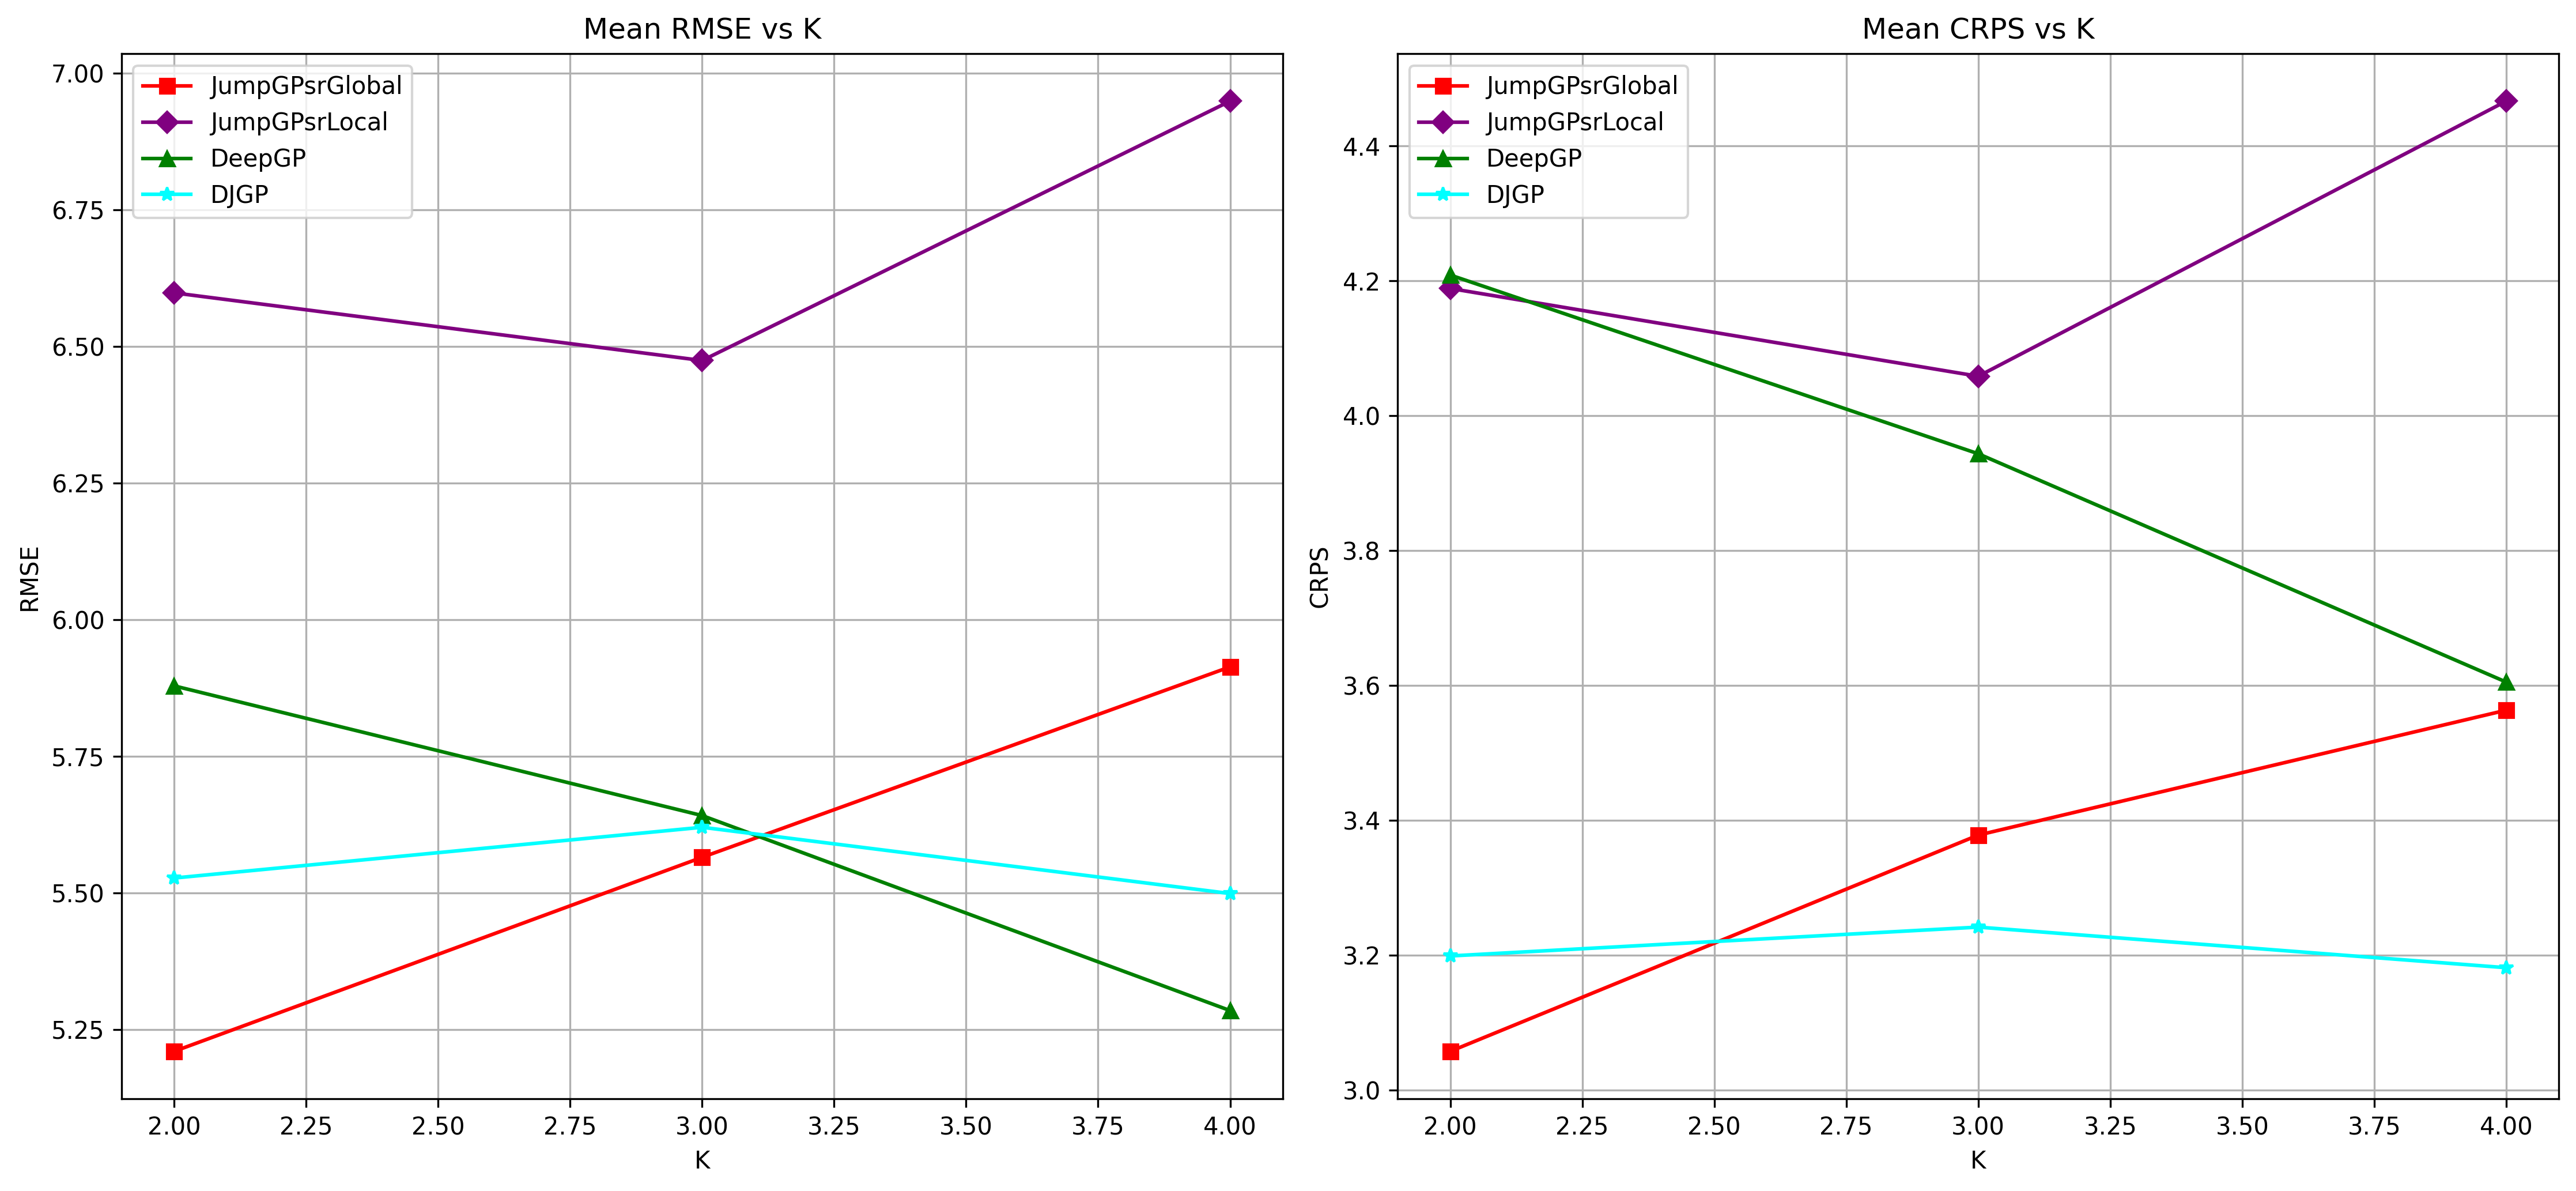 Mean RMSE vs K
JumpGPsrGlobal
JumpGPsrLocal
DeepGP
DJGP
7.00
6.75
6.50
6.25
6.00
5.75
5.50
5.25
RMSE
2.00 2.25 2.50 2.75 3.00 3.25 3.50 3.75 4.00
K
Mean CRPS vs K
JumpGPsrGlobal
JumpGPsrLocal
DeepGP
DJGP
4.4
4.2
4.0
3.8
3.6
3.4
3.2
3.0
CRPS
2.00 2.25 2.50 2.75 3.00 3.25 3.50 3.75 4.00
K